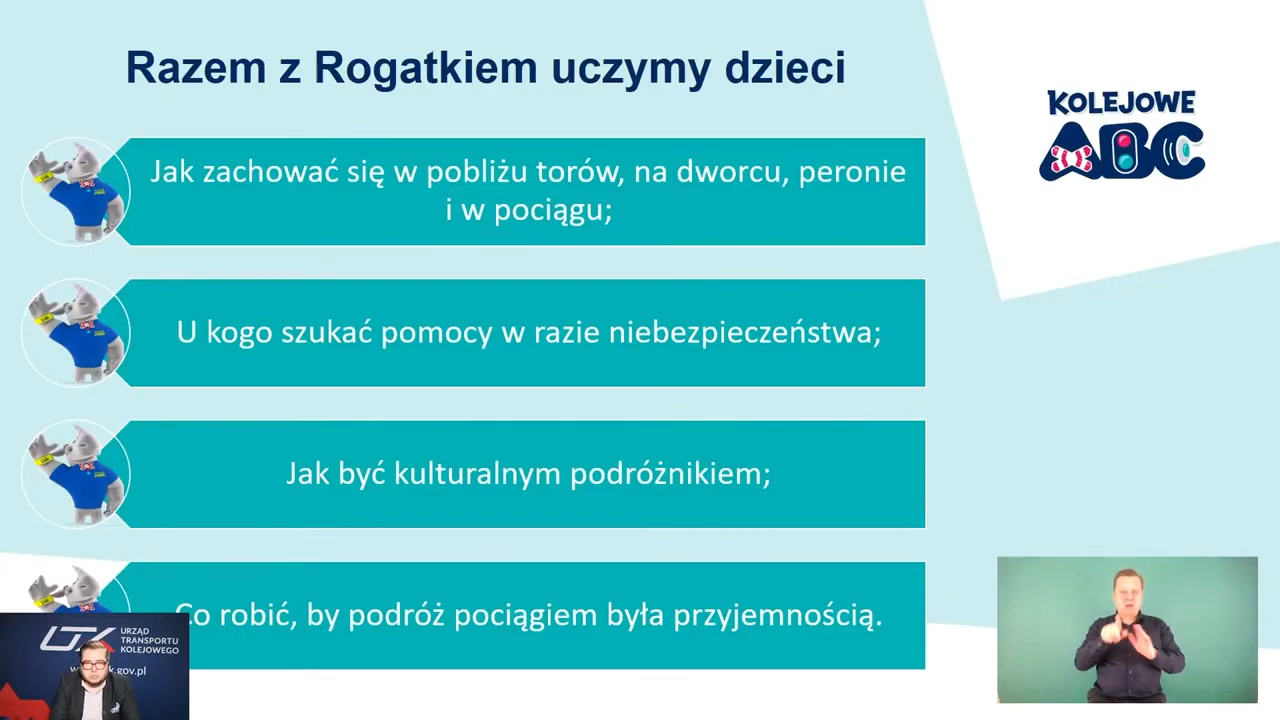 Razem z Rogatkiem uczymy dzieci
KOLEJOWE
ABC
Jak zachować się w pobliżu torów, na dworcu, peronie
i w pociągu;
U kogo szukać pomocy w razie niebezpieczeństwa;
Jak być kulturalnym podróżnikiem;
Co robić, by podróż pociągiem była przyjemnością.
UTK
URZĄD
TRANSPORTU
KOLEJOWEGO